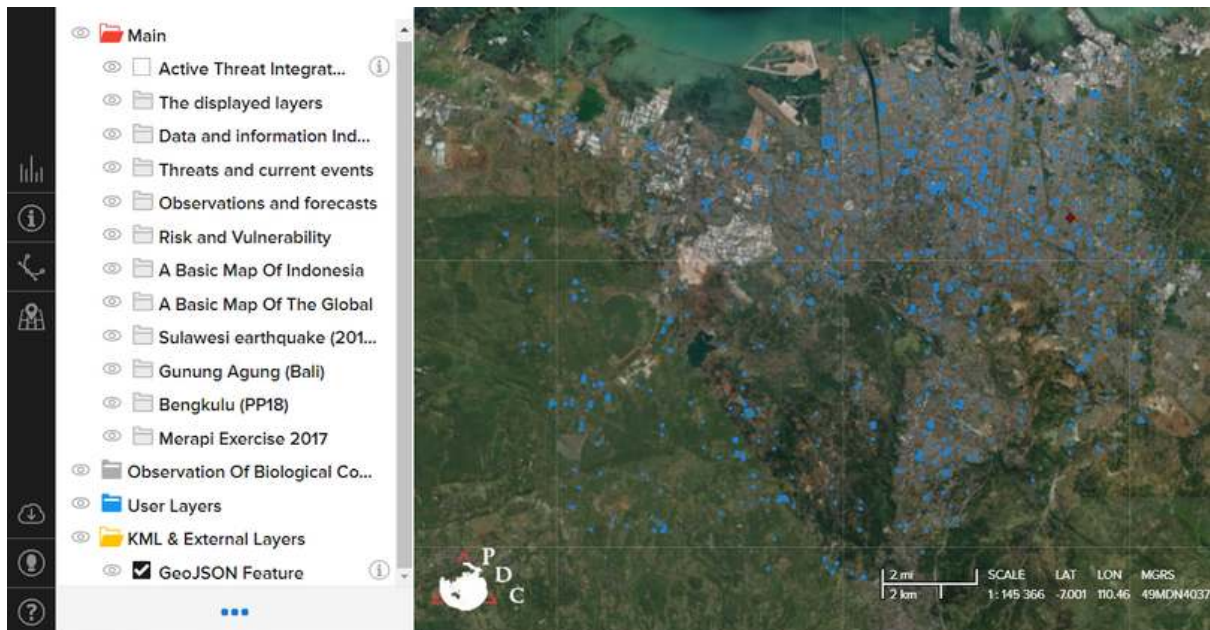 Main
Active Threat Integrat...
The displayed layers
Data and information Ind...
Threats and current events
Observations and forecasts
Risk and Vulnerability
A Basic Map Of Indonesia
A Basic Map Of The Global
Sulawesi earthquake (201...
Gunung Agung (Bali)
Bengkulu (PP18)
Merapi Exercise 2017
Observation Of Biological Co...
User Layers
KML & External Layers
GeoJSON Feature
PDC
2 mi SCALE LAT LON MGRS
2 km 1: 145 366 -7.001 110.46 49MDN4037